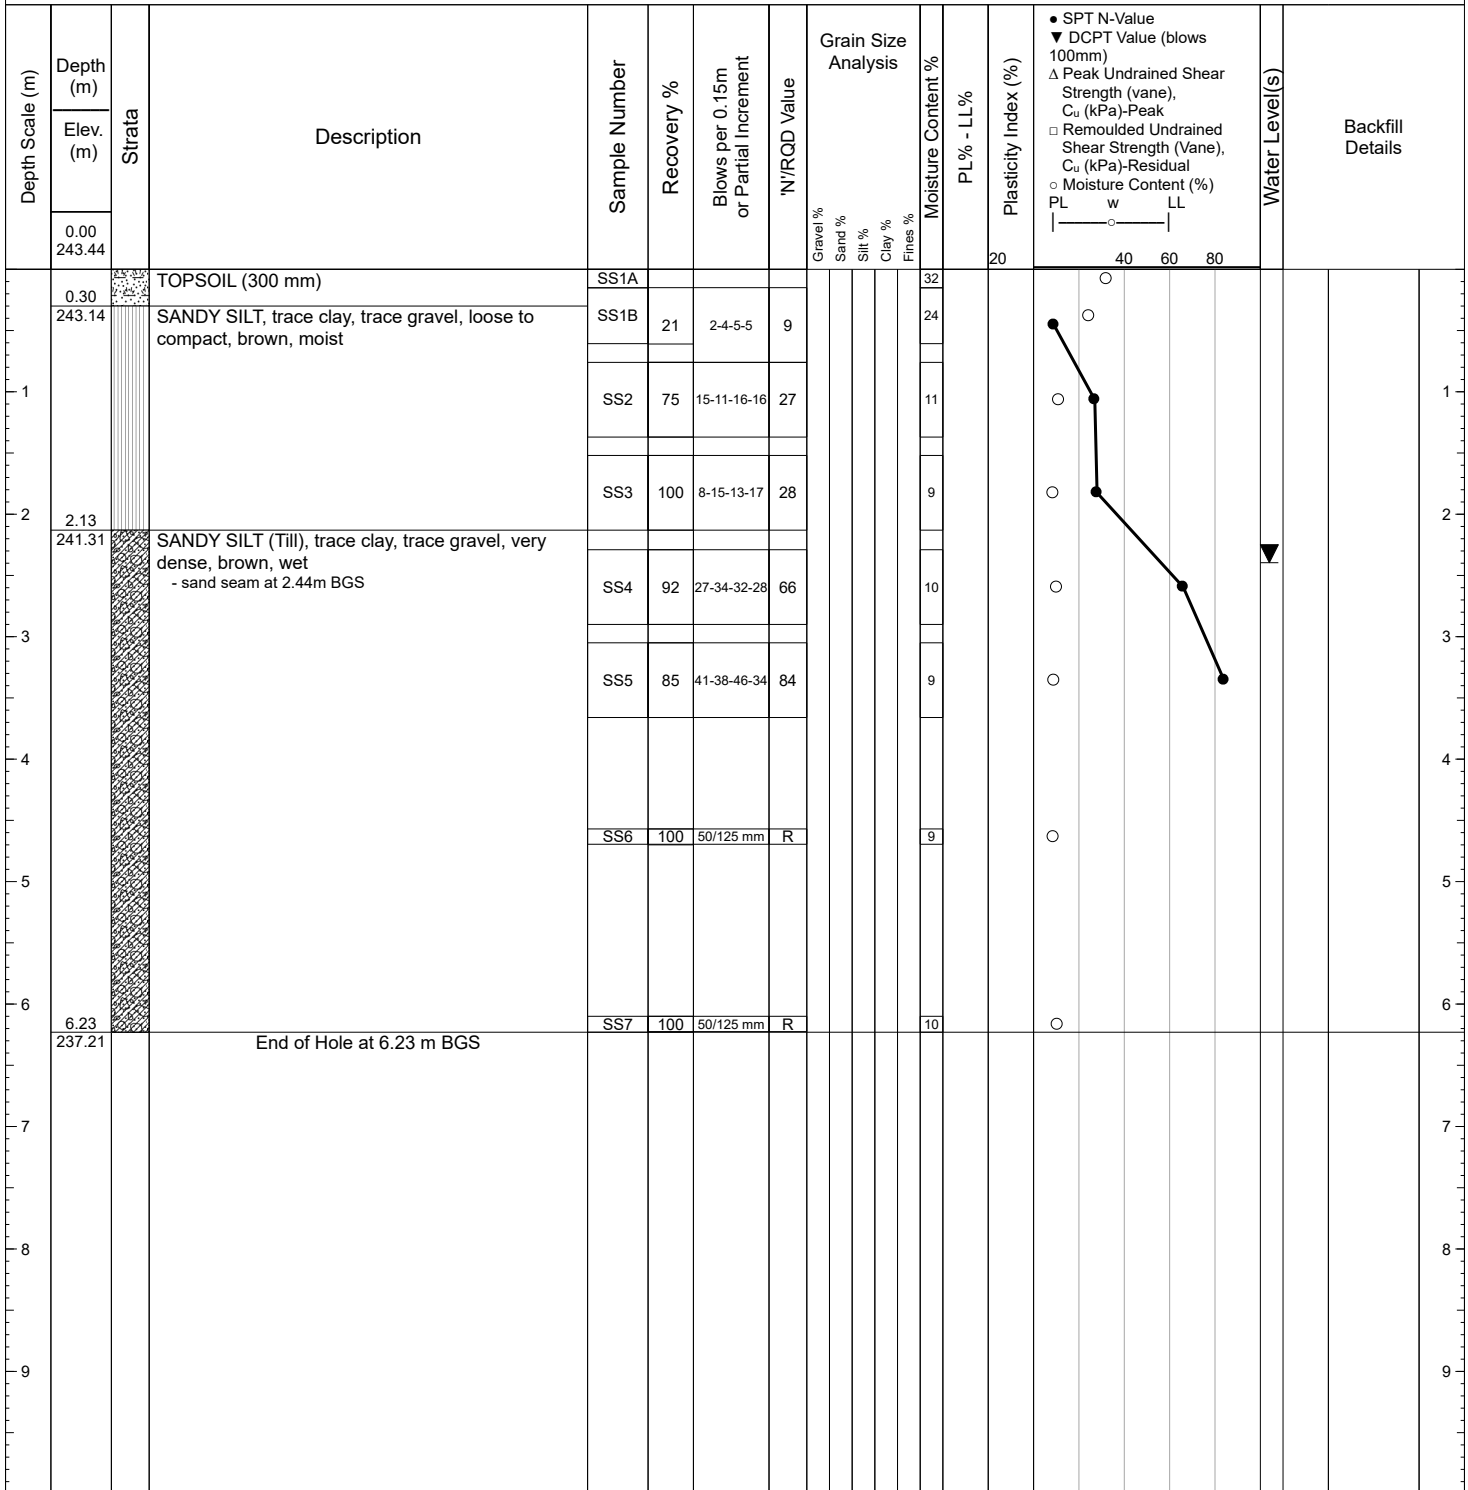 Depth Scale (m)
Depth
(m)
Elev.
(m)
0.00
243.44
Strata
Description
Sample Number
Recovery %
Blows per 0.15m
or Partial Increment
'N'/RQD Value
Grain Size
Analysis
Gravel %
Sand %
Silt %
Clay %
Fines %
Moisture Content %
PL% - LL%
Plasticity Index (%)
● SPT N-Value
▼ DCPT Value (blows
100mm)
Δ Peak Undrained Shear
Strength (vane),
Cᵤ (kPa)-Peak
□ Remoulded Undrained
Shear Strength (Vane),
Cᵤ (kPa)-Residual
○ Moisture Content (%)
PL w LL
20 40 60 80
Water Level(s)
Backfill
Details
TOPSOIL (300 mm) SS1A 32
0.30
243.14
SANDY SILT, trace clay, trace gravel, loose to
compact, brown, moist
SS1B 21 2-4-5-5 9 24
1 SS2 75 15-11-16-16 27 11 1
SS3 100 8-15-13-17 28 9
2 2
2.13
241.31
SANDY SILT (Till), trace clay, trace gravel, very
dense, brown, wet
- sand seam at 2.44m BGS
SS4 92 27-34-32-28 66 10
3 3
SS5 85 41-38-46-34 84 9
4 4
SS6 100 50/125 mm R 9
5 5
6 6
6.23 SS7 100 50/125 mm R 10
237.21 End of Hole at 6.23 m BGS
7 7
8 8
9 9